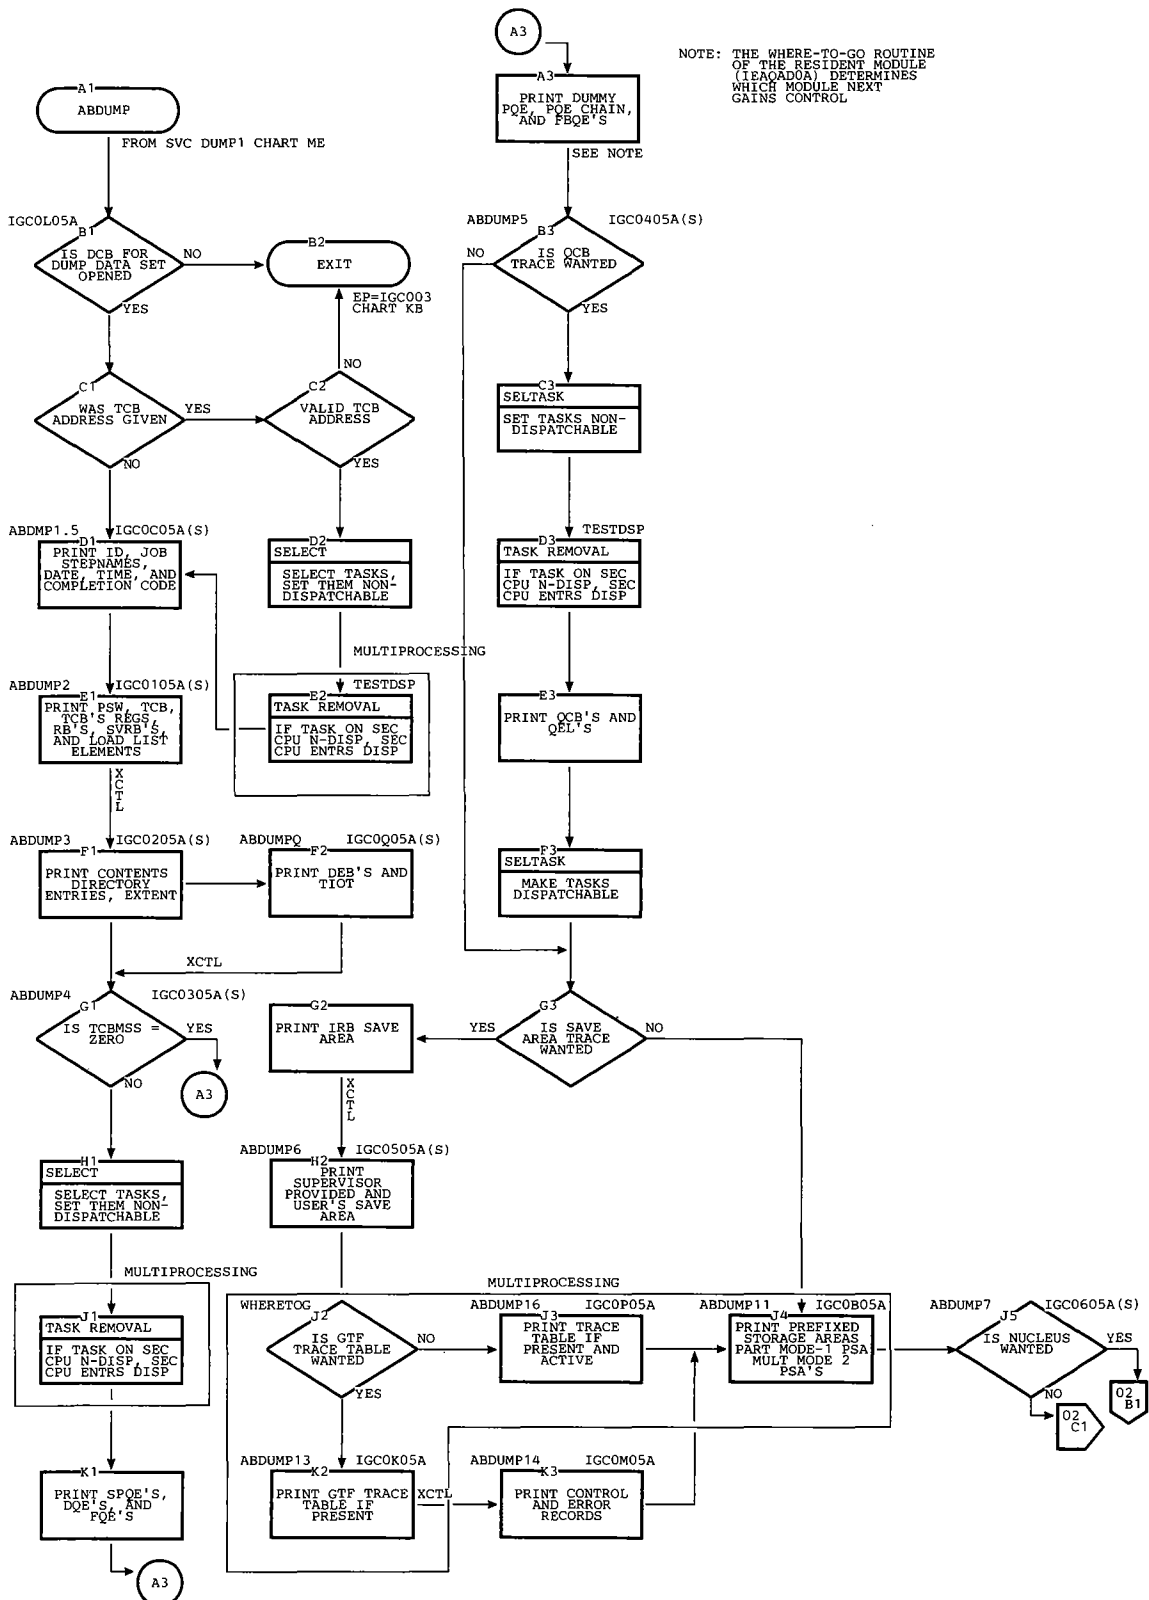 A3
NOTE: THE WHERE-TO-GO ROUTINE
OF THE RESIDENT MODULE
(IEAQAD0A) DETERMINES
WHICH MODULE NEXT
GAINS CONTROL
A3
PRINT DUMMY
PQE, PQE CHAIN,
AND FBQE'S
SEE NOTE
A1
ABDUMP
FROM SVC DUMP1 CHART ME
IGC0L05A
B1
IS DCB FOR
DUMP DATA SET
OPENED
NO
YES
B2
EXIT
EP=IGC003
CHART KB
ABDUMP5
IGC0405A(S)
B3
IS QCB
TRACE WANTED
NO
YES
C1
WAS TCB
ADDRESS GIVEN
YES
NO
C2
VALID TCB
ADDRESS
NO
YES
C3
SELTASK
SET TASKS NON-
DISPATCHABLE
ABDMP1.5
IGC0C05A(S)
D1
PRINT ID, JOB
STEPNAMES,
DATE, TIME, AND
COMPLETION CODE
D2
SELECT
SELECT TASKS,
SET THEM NON-
DISPATCHABLE
TESTDSP
D3
TASK REMOVAL
IF TASK ON SEC
CPU N-DISP, SEC
CPU ENTRS DISP
MULTIPROCESSING
ABDUMP2
IGC0105A(S)
E1
PRINT PSW, TCB,
TCB'S REGS,
RB'S, SVRB'S,
AND LOAD LIST
ELEMENTS
XCTL
TESTDSP
E2
TASK REMOVAL
IF TASK ON SEC
CPU N-DISP, SEC
CPU ENTRS DISP
E3
PRINT QCB'S AND
QEL'S
ABDUMP3
IGC0205A(S)
F1
PRINT CONTENTS
DIRECTORY
ENTRIES, EXTENT
ABDUMPQ
IGC0Q05A(S)
F2
PRINT DEB'S AND
TIOT
XCTL
F3
SELTASK
MAKE TASKS
DISPATCHABLE
ABDUMP4
IGC0305A(S)
G1
IS TCBMSS =
ZERO
YES
NO
A3
G2
PRINT IRB SAVE
AREA
XCTL
G3
IS SAVE
AREA TRACE
WANTED
YES
NO
H1
SELECT
SELECT TASKS,
SET THEM NON-
DISPATCHABLE
ABDUMP6
IGC0505A(S)
H2
PRINT
SUPERVISOR
PROVIDED AND
USER'S SAVE
AREA
MULTIPROCESSING
J1
TASK REMOVAL
IF TASK ON SEC
CPU N-DISP, SEC
CPU ENTRS DISP
MULTIPROCESSING
WHERETOG
J2
IS GTF
TRACE TABLE
WANTED
NO
YES
ABDUMP16
IGC0P05A
J3
PRINT TRACE
TABLE IF
PRESENT AND
ACTIVE
ABDUMP11
IGC0B05A
J4
PRINT PREFIXED
STORAGE AREAS
PART MODE-1 PSA
MULT MODE 2
PSA'S
ABDUMP7
IGC0605A(S)
J5
IS NUCLEUS
WANTED
YES
NO
02
B1
02
C1
K1
PRINT SPQE'S,
DQE'S, AND
FQE'S
A3
ABDUMP13
IGC0K05A
K2
PRINT GTF TRACE
TABLE IF
PRESENT
XCTL
ABDUMP14
IGC0M05A
K3
PRINT CONTROL
AND ERROR
RECORDS